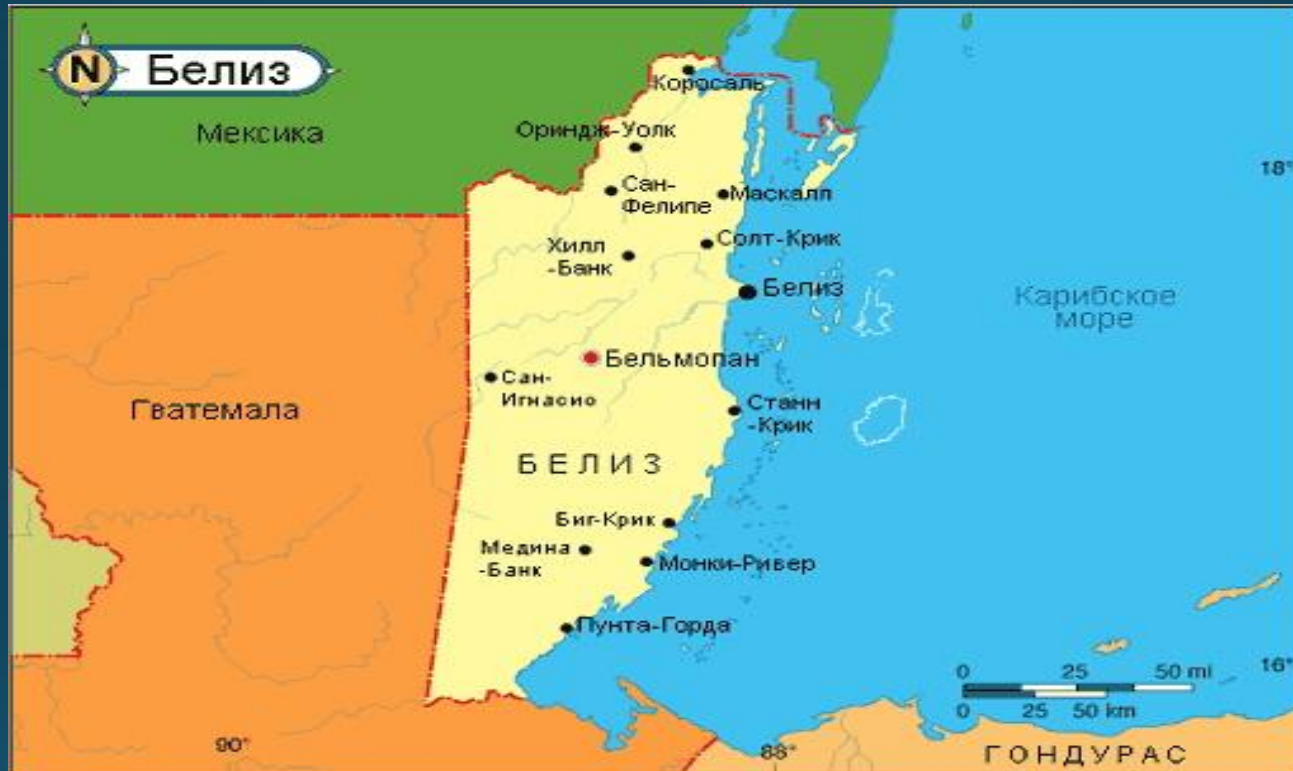 N Белиз
Коросаль
Мексика
Ориндж-Уолк
18°
Сан-
Фелипе
Маскалл
Солт-Крик
Хилл
-Банк
Белиз
Карибское
море
Бельмопан
Сан-
Игнасио
Гватемала
Станн
-Крик
БЕЛИЗ
Биг-Крик
Медина
-Банк
Монки-Ривер
Пунта-Горда
16°
0 25 50 mi
0 25 50 km
90°
88°
ГОНДУРАС